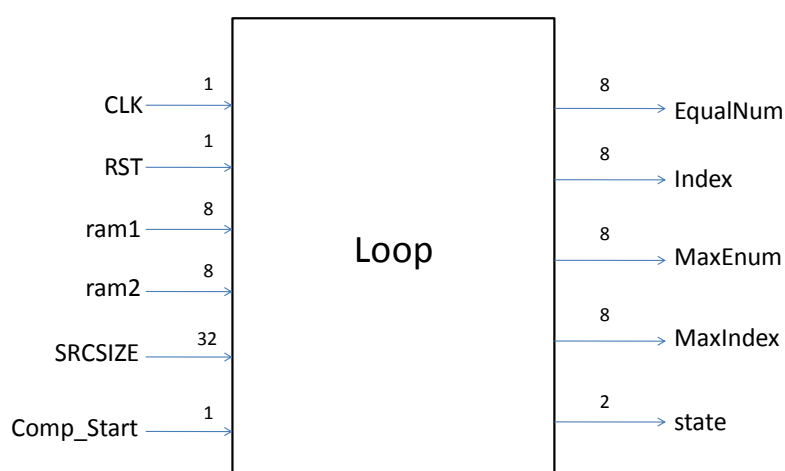 1
CLK
1
RST
8
ram1
8
ram2
32
SRCSIZE
1
Comp_Start
Loop
8
EqualNum
8
Index
8
MaxEnum
8
MaxIndex
2
state